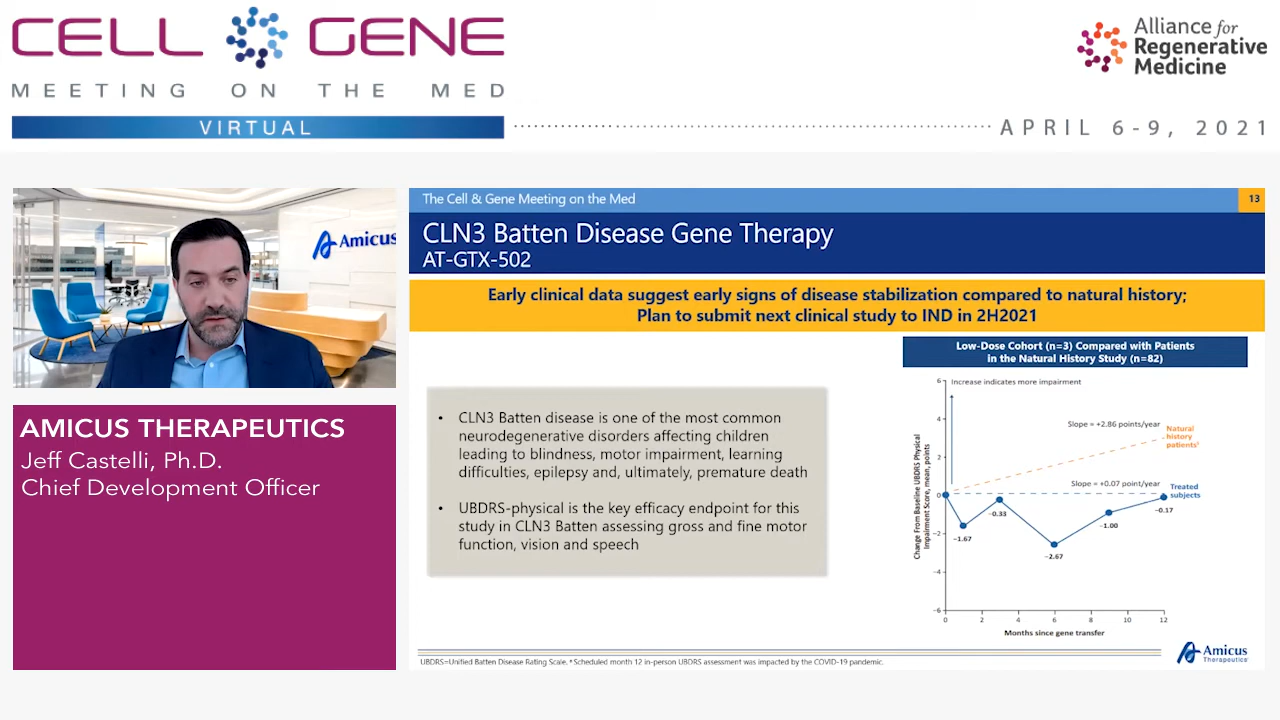 CELL GENE
MEETING ON THE MED
VIRTUAL
Alliance for
Regenerative
Medicine
APRIL 6-9, 2021
Amicus
AMICUS THERAPEUTICS
Jeff Castelli, Ph.D.
Chief Development Officer
The Cell & Gene Meeting on the Med
13
CLN3 Batten Disease Gene Therapy
AT-GTX-502
Early clinical data suggest early signs of disease stabilization compared to natural history;
Plan to submit next clinical study to IND in 2H2021
• CLN3 Batten disease is one of the most common
neurodegenerative disorders affecting children
leading to blindness, motor impairment, learning
difficulties, epilepsy and, ultimately, premature death
• UBDRS-physical is the key efficacy endpoint for this
study in CLN3 Batten assessing gross and fine motor
function, vision and speech
Low-Dose Cohort (n=3) Compared with Patients
in the Natural History Study (n=82)
Change From Baseline UBDRS Physical
Impairment Score, mean, points
6
4
2
0
−2
−4
−6
Increase indicates more impairment
Slope = +2.86 points/year
Natural
history
patients¹
Slope = +0.07 points/year
Treated
subjects
−1.67
−0.33
−2.67
−1.00
−0.17
0 2 4 6 8 10 12
Months since gene transfer
UBDRS=Unified Batten Disease Rating Scale. ª Scheduled month 12 in-person UBDRS assessment was impacted by the COVID-19 pandemic.
Amicus
Therapeutics